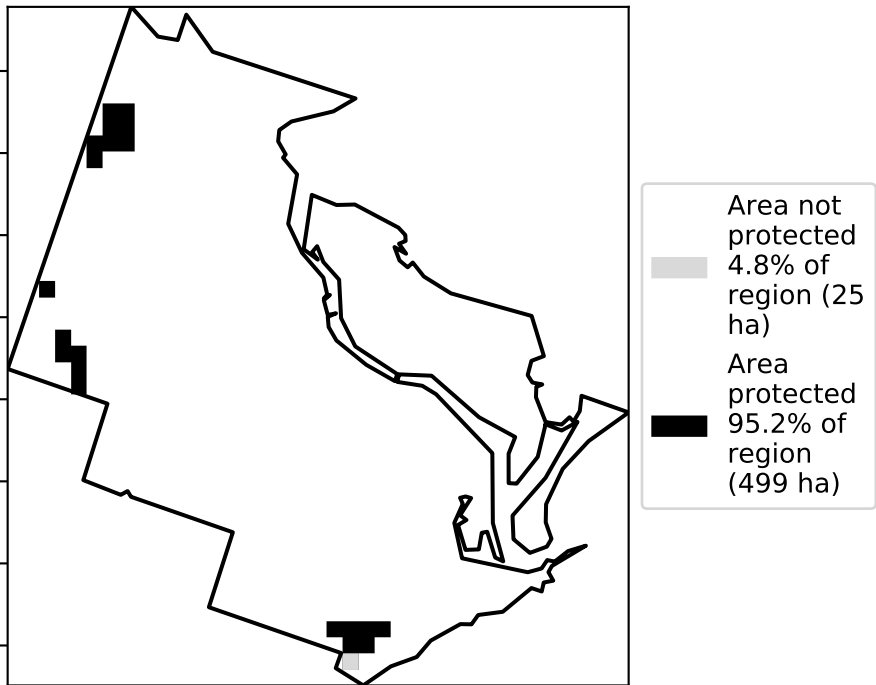 Area not
protected
4.8% of
region (25
ha)
Area
protected
95.2% of
region
(499 ha)